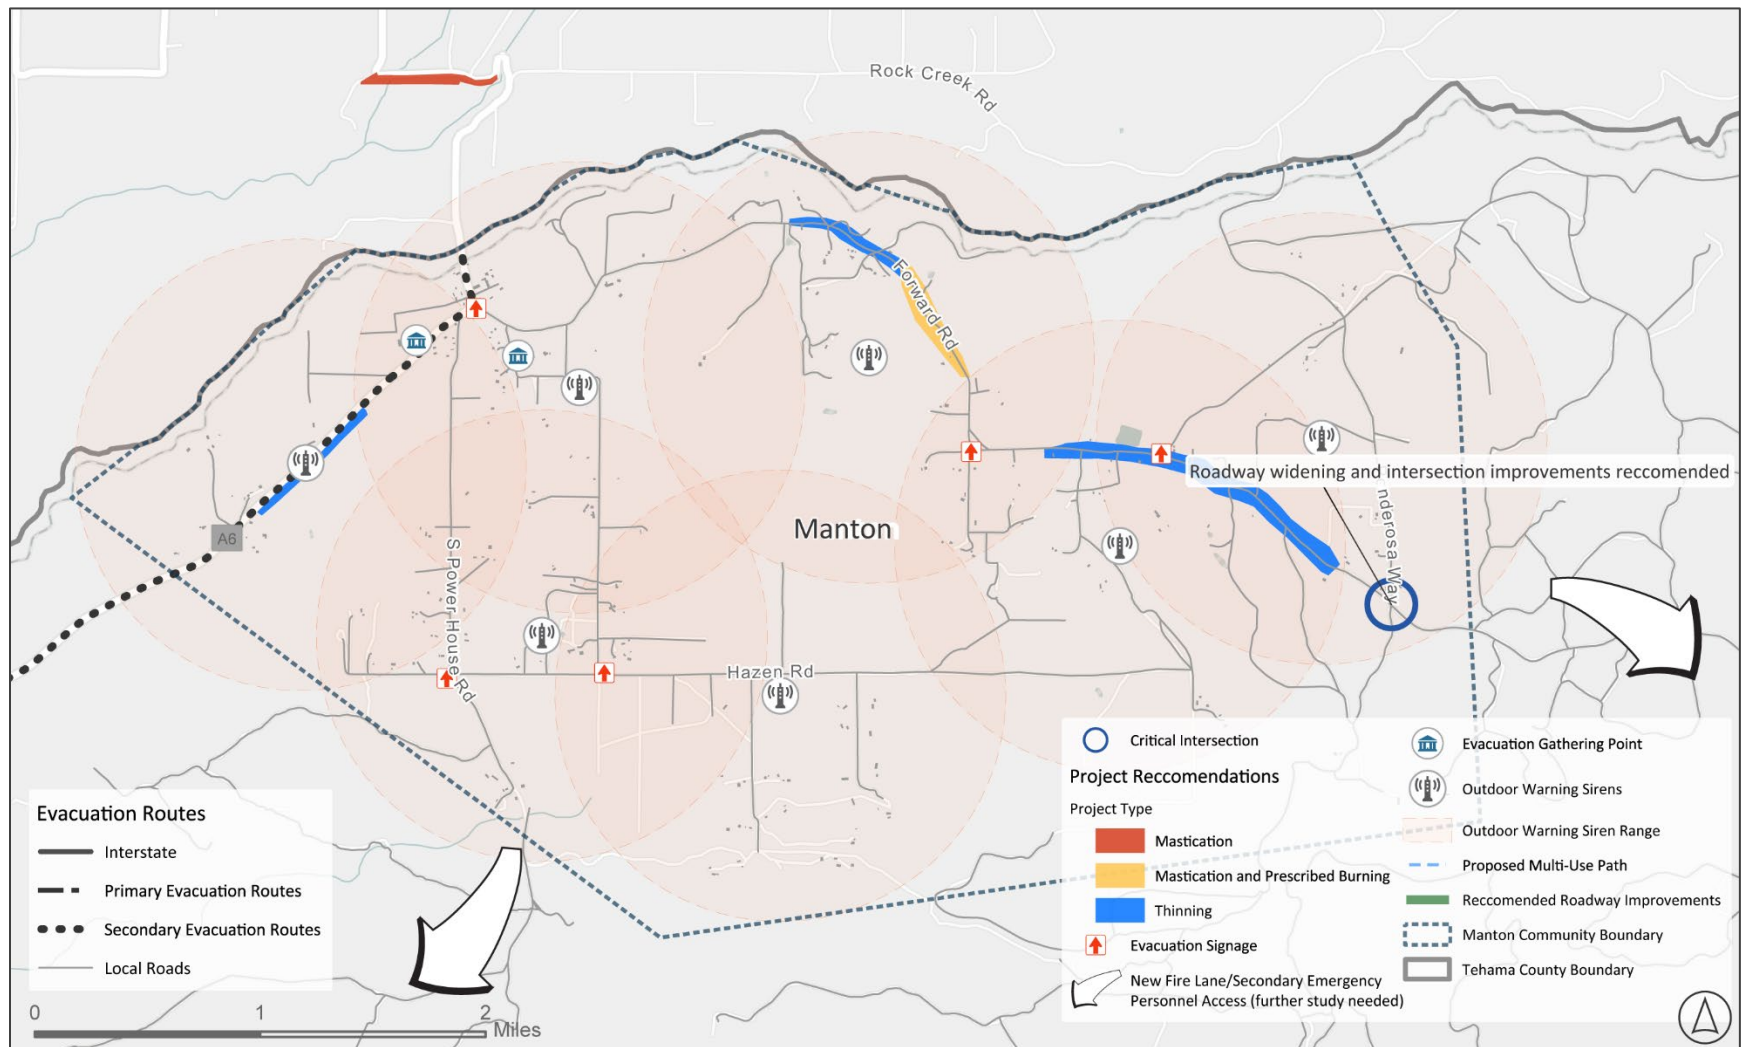 Rock Creek Rd
Forward Rd
Roadway widening and intersection improvements reccomended
Manton
A6
S Power House Rd
Hazen Rd
enderosa Way
Evacuation Routes
Interstate
Primary Evacuation Routes
Secondary Evacuation Routes
Local Roads
0 1 2
Miles
Critical Intersection
Project Reccomendations
Project Type
Mastication
Mastication and Prescribed Burning
Thinning
Evacuation Signage
New Fire Lane/Secondary Emergency
Personnel Access (further study needed)
Evacuation Gathering Point
Outdoor Warning Sirens
Outdoor Warning Siren Range
Proposed Multi-Use Path
Reccomended Roadway Improvements
Manton Community Boundary
Tehama County Boundary